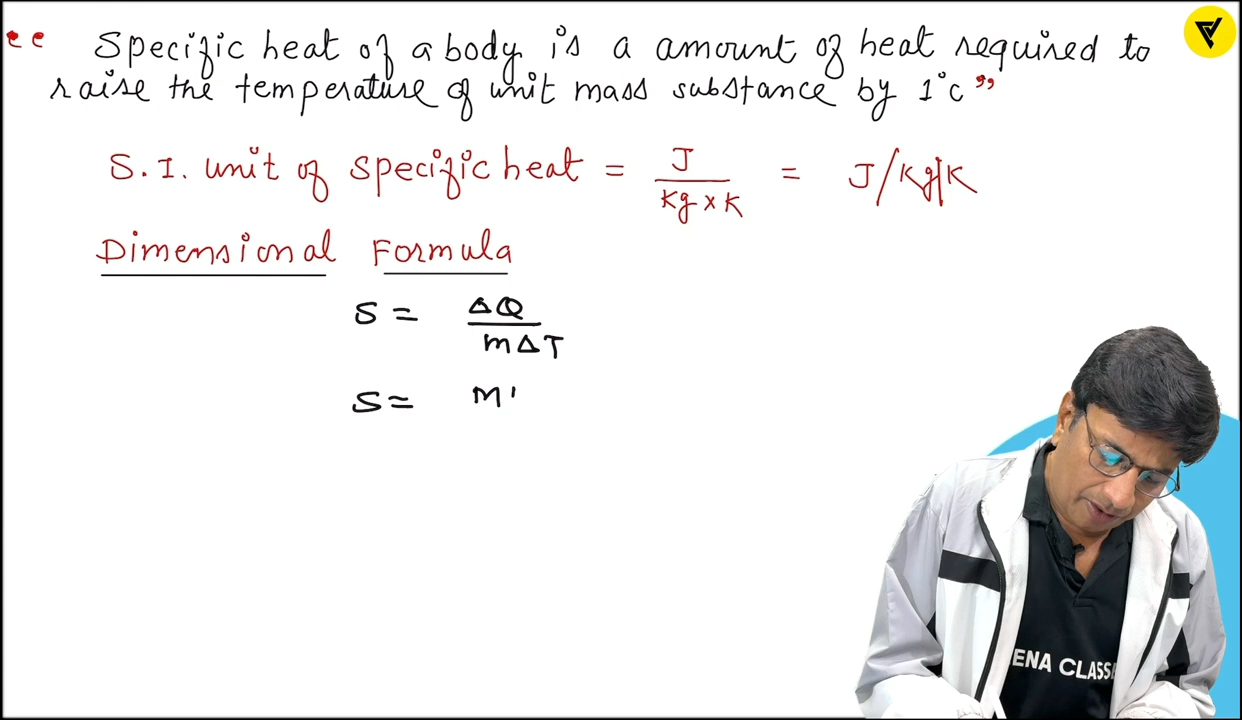 “ Specific heat of a body is a amount of heat required to
raise the temperature of unit mass substance by 1°c ”
S.I. unit of specific heat = J / Kg × K = J/Kg/K
Dimensional Formula
S = ΔQ / mΔT
S = M'
ENA CLASSE